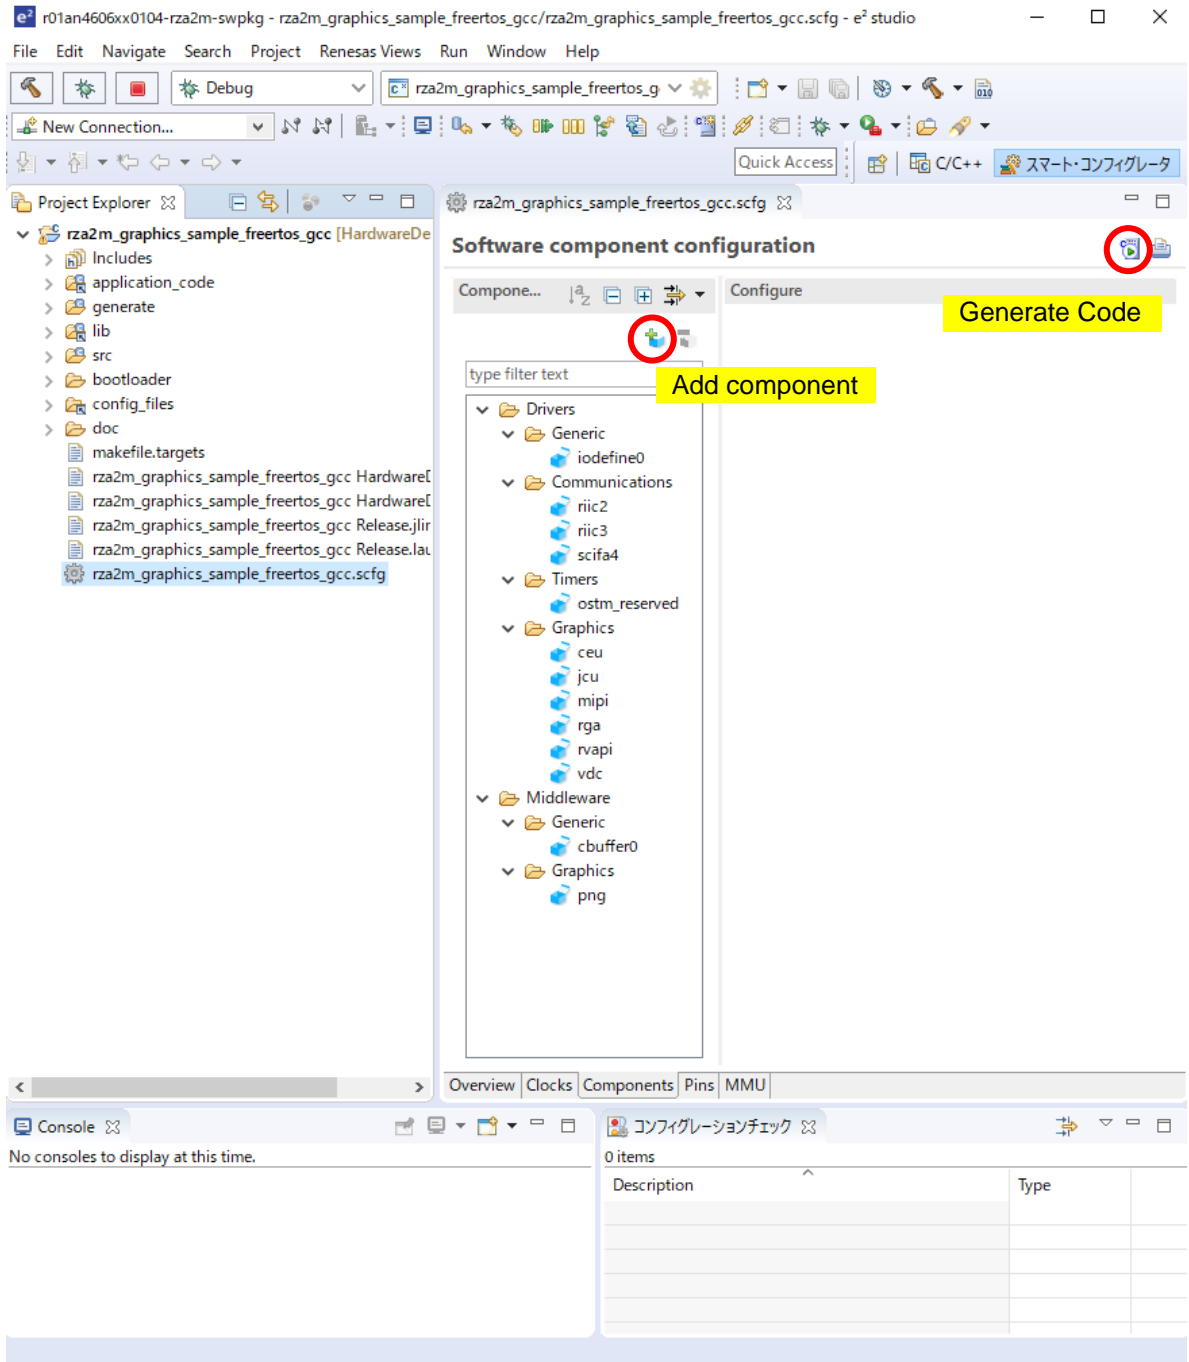 r01an4606xx0104-rza2m-swpkg - rza2m_graphics_sample_freertos_gcc/rza2m_graphics_sample_freertos_gcc.scfg - e² studio
File Edit Navigate Search Project Renesas Views Run Window Help
Debug
rza2m_graphics_sample_freertos_g
New Connection...
Quick Access
C/C++
スマート・コンフィグレータ
Project Explorer
rza2m_graphics_sample_freertos_gcc [HardwareDe
Includes
application_code
generate
lib
src
bootloader
config_files
doc
makefile.targets
rza2m_graphics_sample_freertos_gcc Hardware
rza2m_graphics_sample_freertos_gcc Hardware
rza2m_graphics_sample_freertos_gcc Release.jlin
rza2m_graphics_sample_freertos_gcc Release.lau
rza2m_graphics_sample_freertos_gcc.scfg
rza2m_graphics_sample_freertos_gcc.scfg
Software component configuration
Compone...
Configure
Generate Code
type filter text
Add component
Drivers
Generic
iodefine0
Communications
riic2
riic3
scifa4
Timers
ostm_reserved
Graphics
ceu
jcu
mipi
rga
rvapi
vdc
Middleware
Generic
cbuffer0
Graphics
png
Overview Clocks Components Pins MMU
Console
No consoles to display at this time.
コンフィグレーションチェック
0 items
Description Type